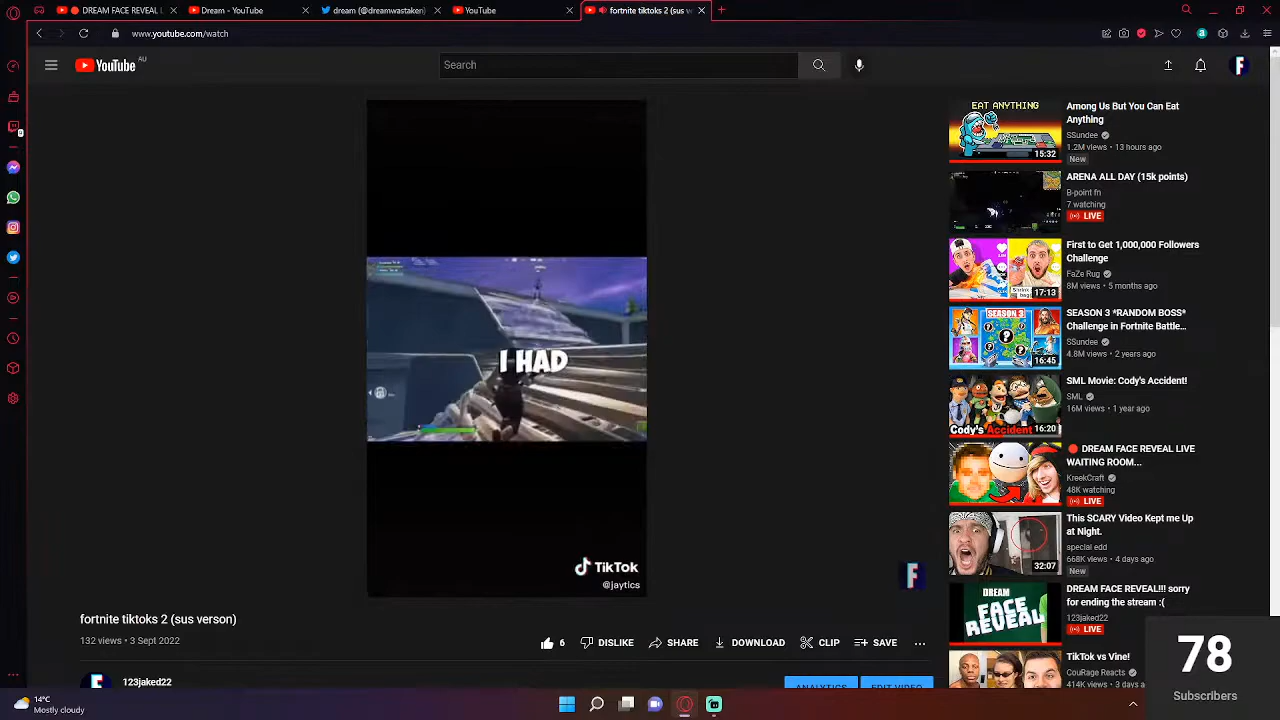 DREAM FACE REVEAL L
Dream - YouTube
dream (@dreamwastaken)
YouTube
fortnite tiktoks 2 (sus v
www.youtube.com/watch
YouTube
AU
Search
F
I HAD
TikTok
@jaytics
F
fortnite tiktoks 2 (sus verson)
132 views • 3 Sept 2022
6
DISLIKE
SHARE
DOWNLOAD
CLIP
SAVE
F
123jaked22
ANALYTICS
EDIT VIDEO
EAT ANYTHING
15:32
Among Us But You Can Eat
Anything
SSundee
1.2M views • 13 hours ago
New
ARENA ALL DAY (15k points)
B-point fn
7 watching
LIVE
17:13
First to Get 1,000,000 Followers
Challenge
FaZe Rug
8M views • 5 months ago
SEASON 3
16:45
SEASON 3 *RANDOM BOSS*
Challenge in Fortnite Battle...
SSundee
4.8M views • 2 years ago
Cody's Accident
16:20
SML Movie: Cody's Accident!
SML
16M views • 1 year ago
DREAM FACE REVEAL LIVE
WAITING ROOM...
KreekCraft
48K watching
LIVE
32:07
This SCARY Video Kept me Up
at Night.
special edd
668K views • 4 days ago
New
DREAM
FACE
REVEAL
DREAM FACE REVEAL!!! sorry
for ending the stream :(
123jaked22
LIVE
TikTok vs Vine!
CouRage Reacts
414K views • 3 days a
78
Subscribers
14°C
Mostly cloudy